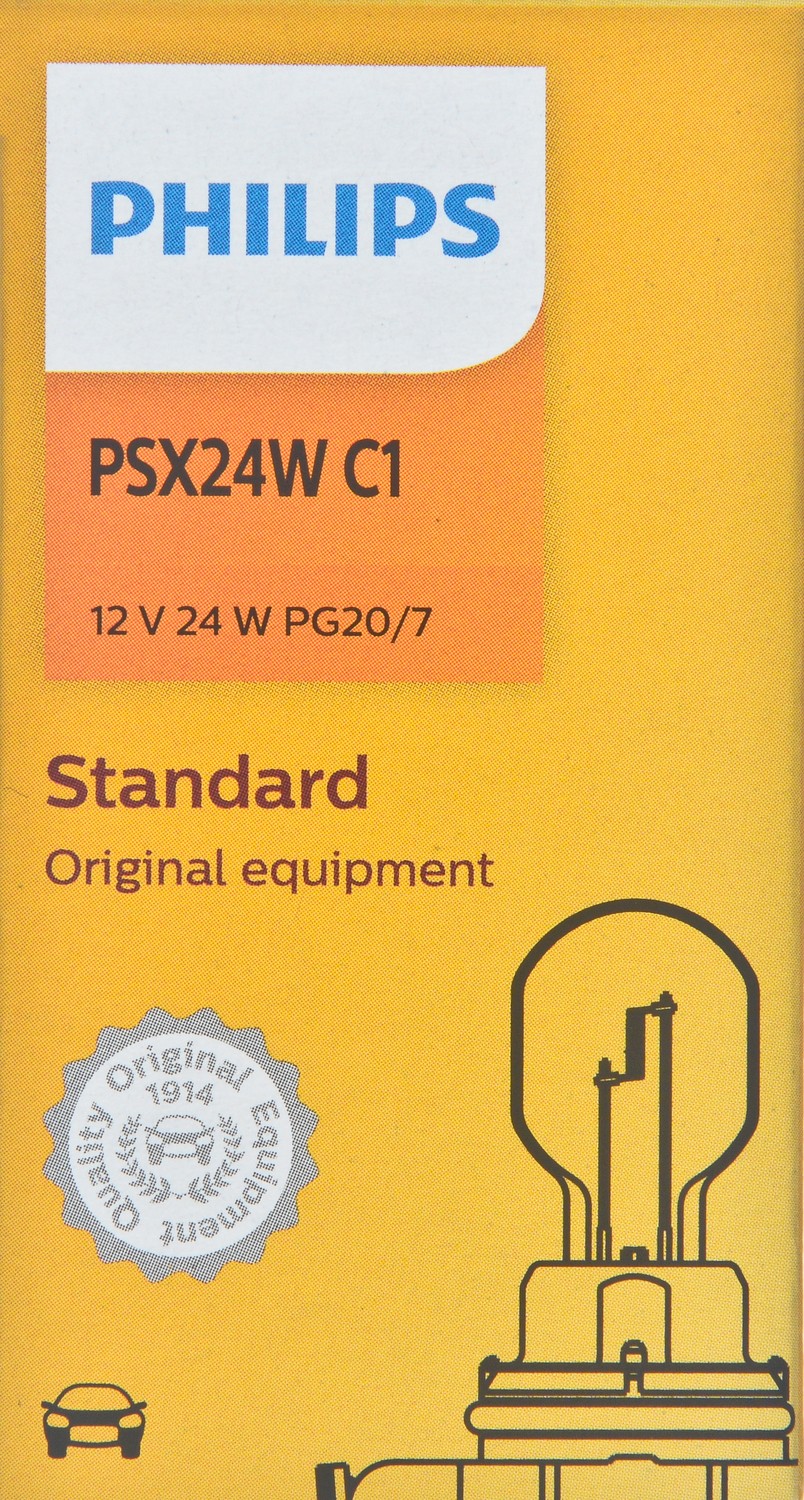 PHILIPS
PSX24W C1
12 V 24 W PG20/7
Standard
Original equipment
Quality Original Equipment
1914